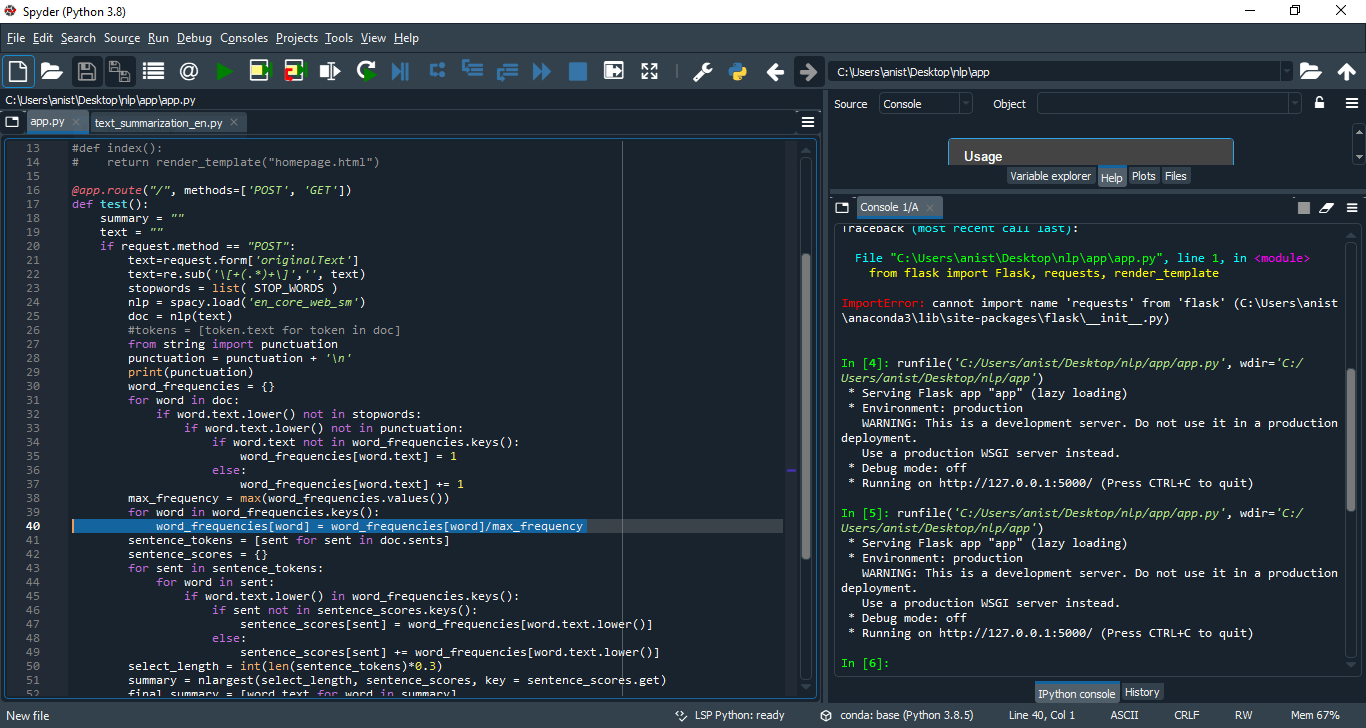 Spyder (Python 3.8)
File Edit Search Source Run Debug Consoles Projects Tools View Help
C:\Users\anist\Desktop\nlp\app
C:\Users\anist\Desktop\nlp\app\app.py
app.py
text_summarization_en.py
13 #def index():
14 #    return render_template("homepage.html")
15
16 @app.route("/", methods=['POST', 'GET'])
17 def test():
18     summary = ""
19     text = ""
20     if request.method == "POST":
21         text=request.form['originalText']
22         text=re.sub('\[+(.*)+\]','', text)
23         stopwords = list( STOP_WORDS )
24         nlp = spacy.load('en_core_web_sm')
25         doc = nlp(text)
26         #tokens = [token.text for token in doc]
27         from string import punctuation
28         punctuation = punctuation + '\n'
29         print(punctuation)
30         word_frequencies = {}
31         for word in doc:
32             if word.text.lower() not in stopwords:
33                 if word.text.lower() not in punctuation:
34                     if word.text not in word_frequencies.keys():
35                         word_frequencies[word.text] = 1
36                     else:
37                         word_frequencies[word.text] += 1
38         max_frequency = max(word_frequencies.values())
39         for word in word_frequencies.keys():
40             word_frequencies[word] = word_frequencies[word]/max_frequency
41         sentence_tokens = [sent for sent in doc.sents]
42         sentence_scores = {}
43         for sent in sentence_tokens:
44             for word in sent:
45                 if word.text.lower() in word_frequencies.keys():
46                     if sent not in sentence_scores.keys():
47                         sentence_scores[sent] = word_frequencies[word.text.lower()]
48                     else:
49                         sentence_scores[sent] += word_frequencies[word.text.lower()]
50         select_length = int(len(sentence_tokens)*0.3)
51         summary = nlargest(select_length, sentence_scores, key = sentence_scores.get)
52         final_summary = [word.text for word in summary]
Source Console Object
Usage
Variable explorer Help Plots Files
Console 1/A
Traceback (most recent call last):
File "C:\Users\anist\Desktop\nlp\app\app.py", line 1, in <module>
from flask import Flask, requests, render_template
ImportError: cannot import name 'requests' from 'flask' (C:\Users\anist
\anaconda3\lib\site-packages\flask\__init__.py)
In [4]: runfile('C:/Users/anist/Desktop/nlp/app/app.py', wdir='C:/
Users/anist/Desktop/nlp/app')
* Serving Flask app "app" (lazy loading)
* Environment: production
WARNING: This is a development server. Do not use it in a production
deployment.
Use a production WSGI server instead.
* Debug mode: off
* Running on http://127.0.0.1:5000/ (Press CTRL+C to quit)
In [5]: runfile('C:/Users/anist/Desktop/nlp/app/app.py', wdir='C:/
Users/anist/Desktop/nlp/app')
* Serving Flask app "app" (lazy loading)
* Environment: production
WARNING: This is a development server. Do not use it in a production
deployment.
Use a production WSGI server instead.
* Debug mode: off
* Running on http://127.0.0.1:5000/ (Press CTRL+C to quit)
In [6]:
IPython console History
New file LSP Python: ready conda: base (Python 3.8.5) Line 40, Col 1 ASCII CRLF RW Mem 67%